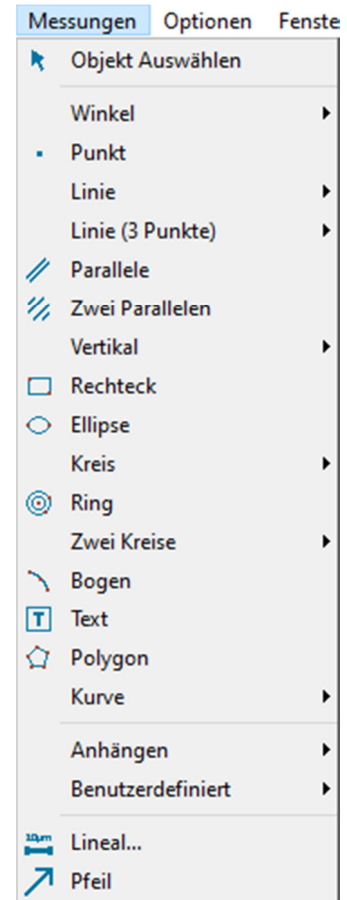 Messungen Optionen Fenste
Objekt Auswählen
Winkel
Punkt
Linie
Linie (3 Punkte)
Parallele
Zwei Parallelen
Vertikal
Rechteck
Ellipse
Kreis
Ring
Zwei Kreise
Bogen
T Text
Polygon
Kurve
Anhängen
Benutzerdefiniert
10µm Lineal...
Pfeil